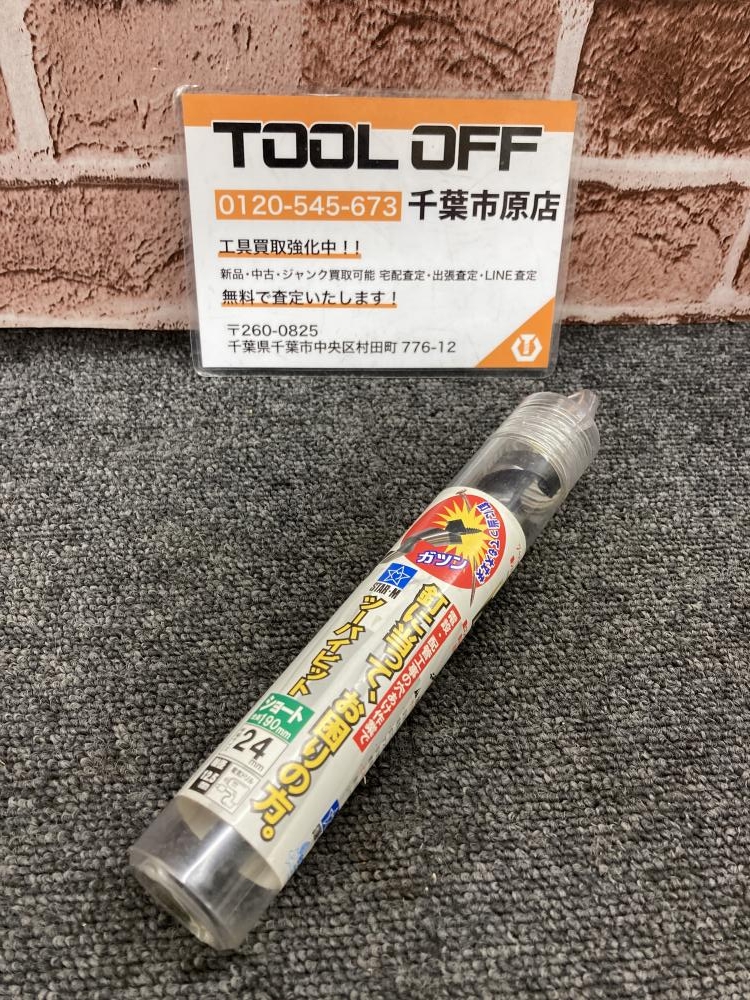 TOOL OFF
0120-545-673 千葉市原店
工具買取強化中!!
新品・中古・ジャンク買取可能 宅配査定・出張査定・LINE査定
無料で査定いたします!
〒260-0825
千葉県千葉市中央区村田町 776-12
ガツン
STAR-M
釘に当って、お困りの方。
ツーバイビット
ショート
190mm
24mm